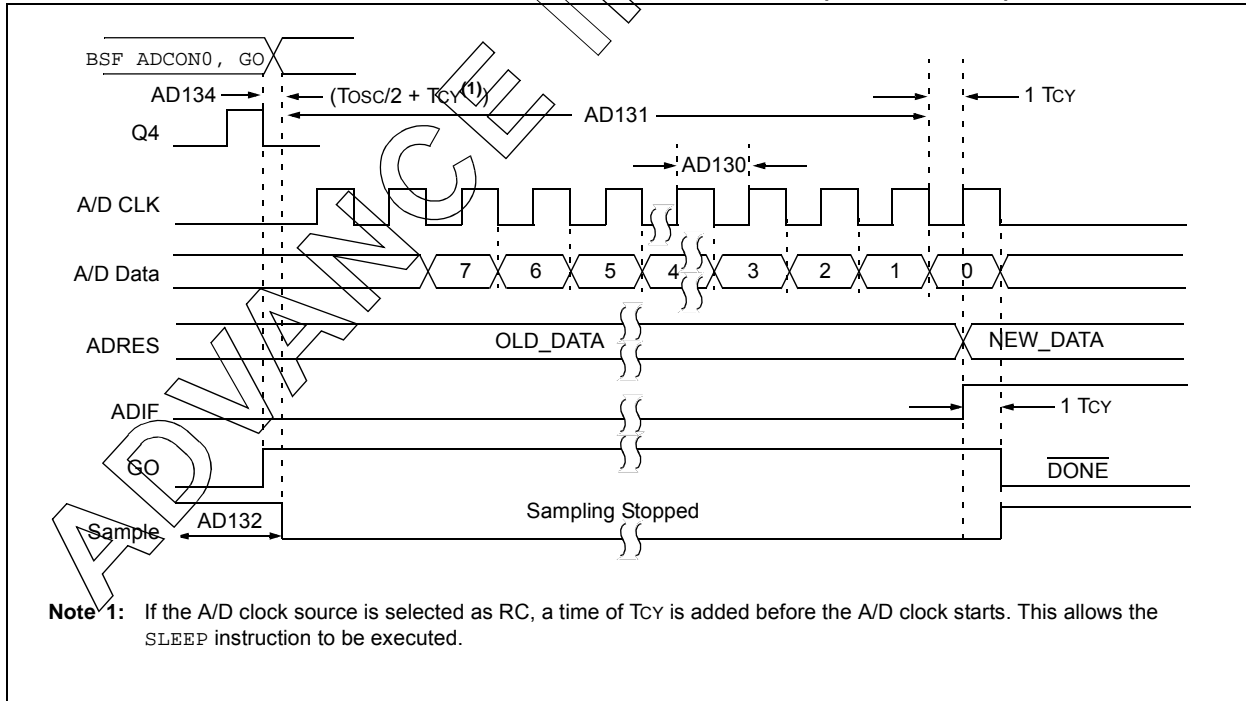 BSF ADCON0, GO
AD134
(TOSC/2 + TCY(1))
1 TCY
AD131
Q4
AD130
A/D CLK
A/D Data
7 6 5 4 3 2 1 0
ADRES
OLD_DATA
NEW_DATA
ADIF
1 TCY
GO
DONE
Sample
AD132
Sampling Stopped
Note 1: If the A/D clock source is selected as RC, a time of TCY is added before the A/D clock starts. This allows the
SLEEP instruction to be executed.
ADVANCE